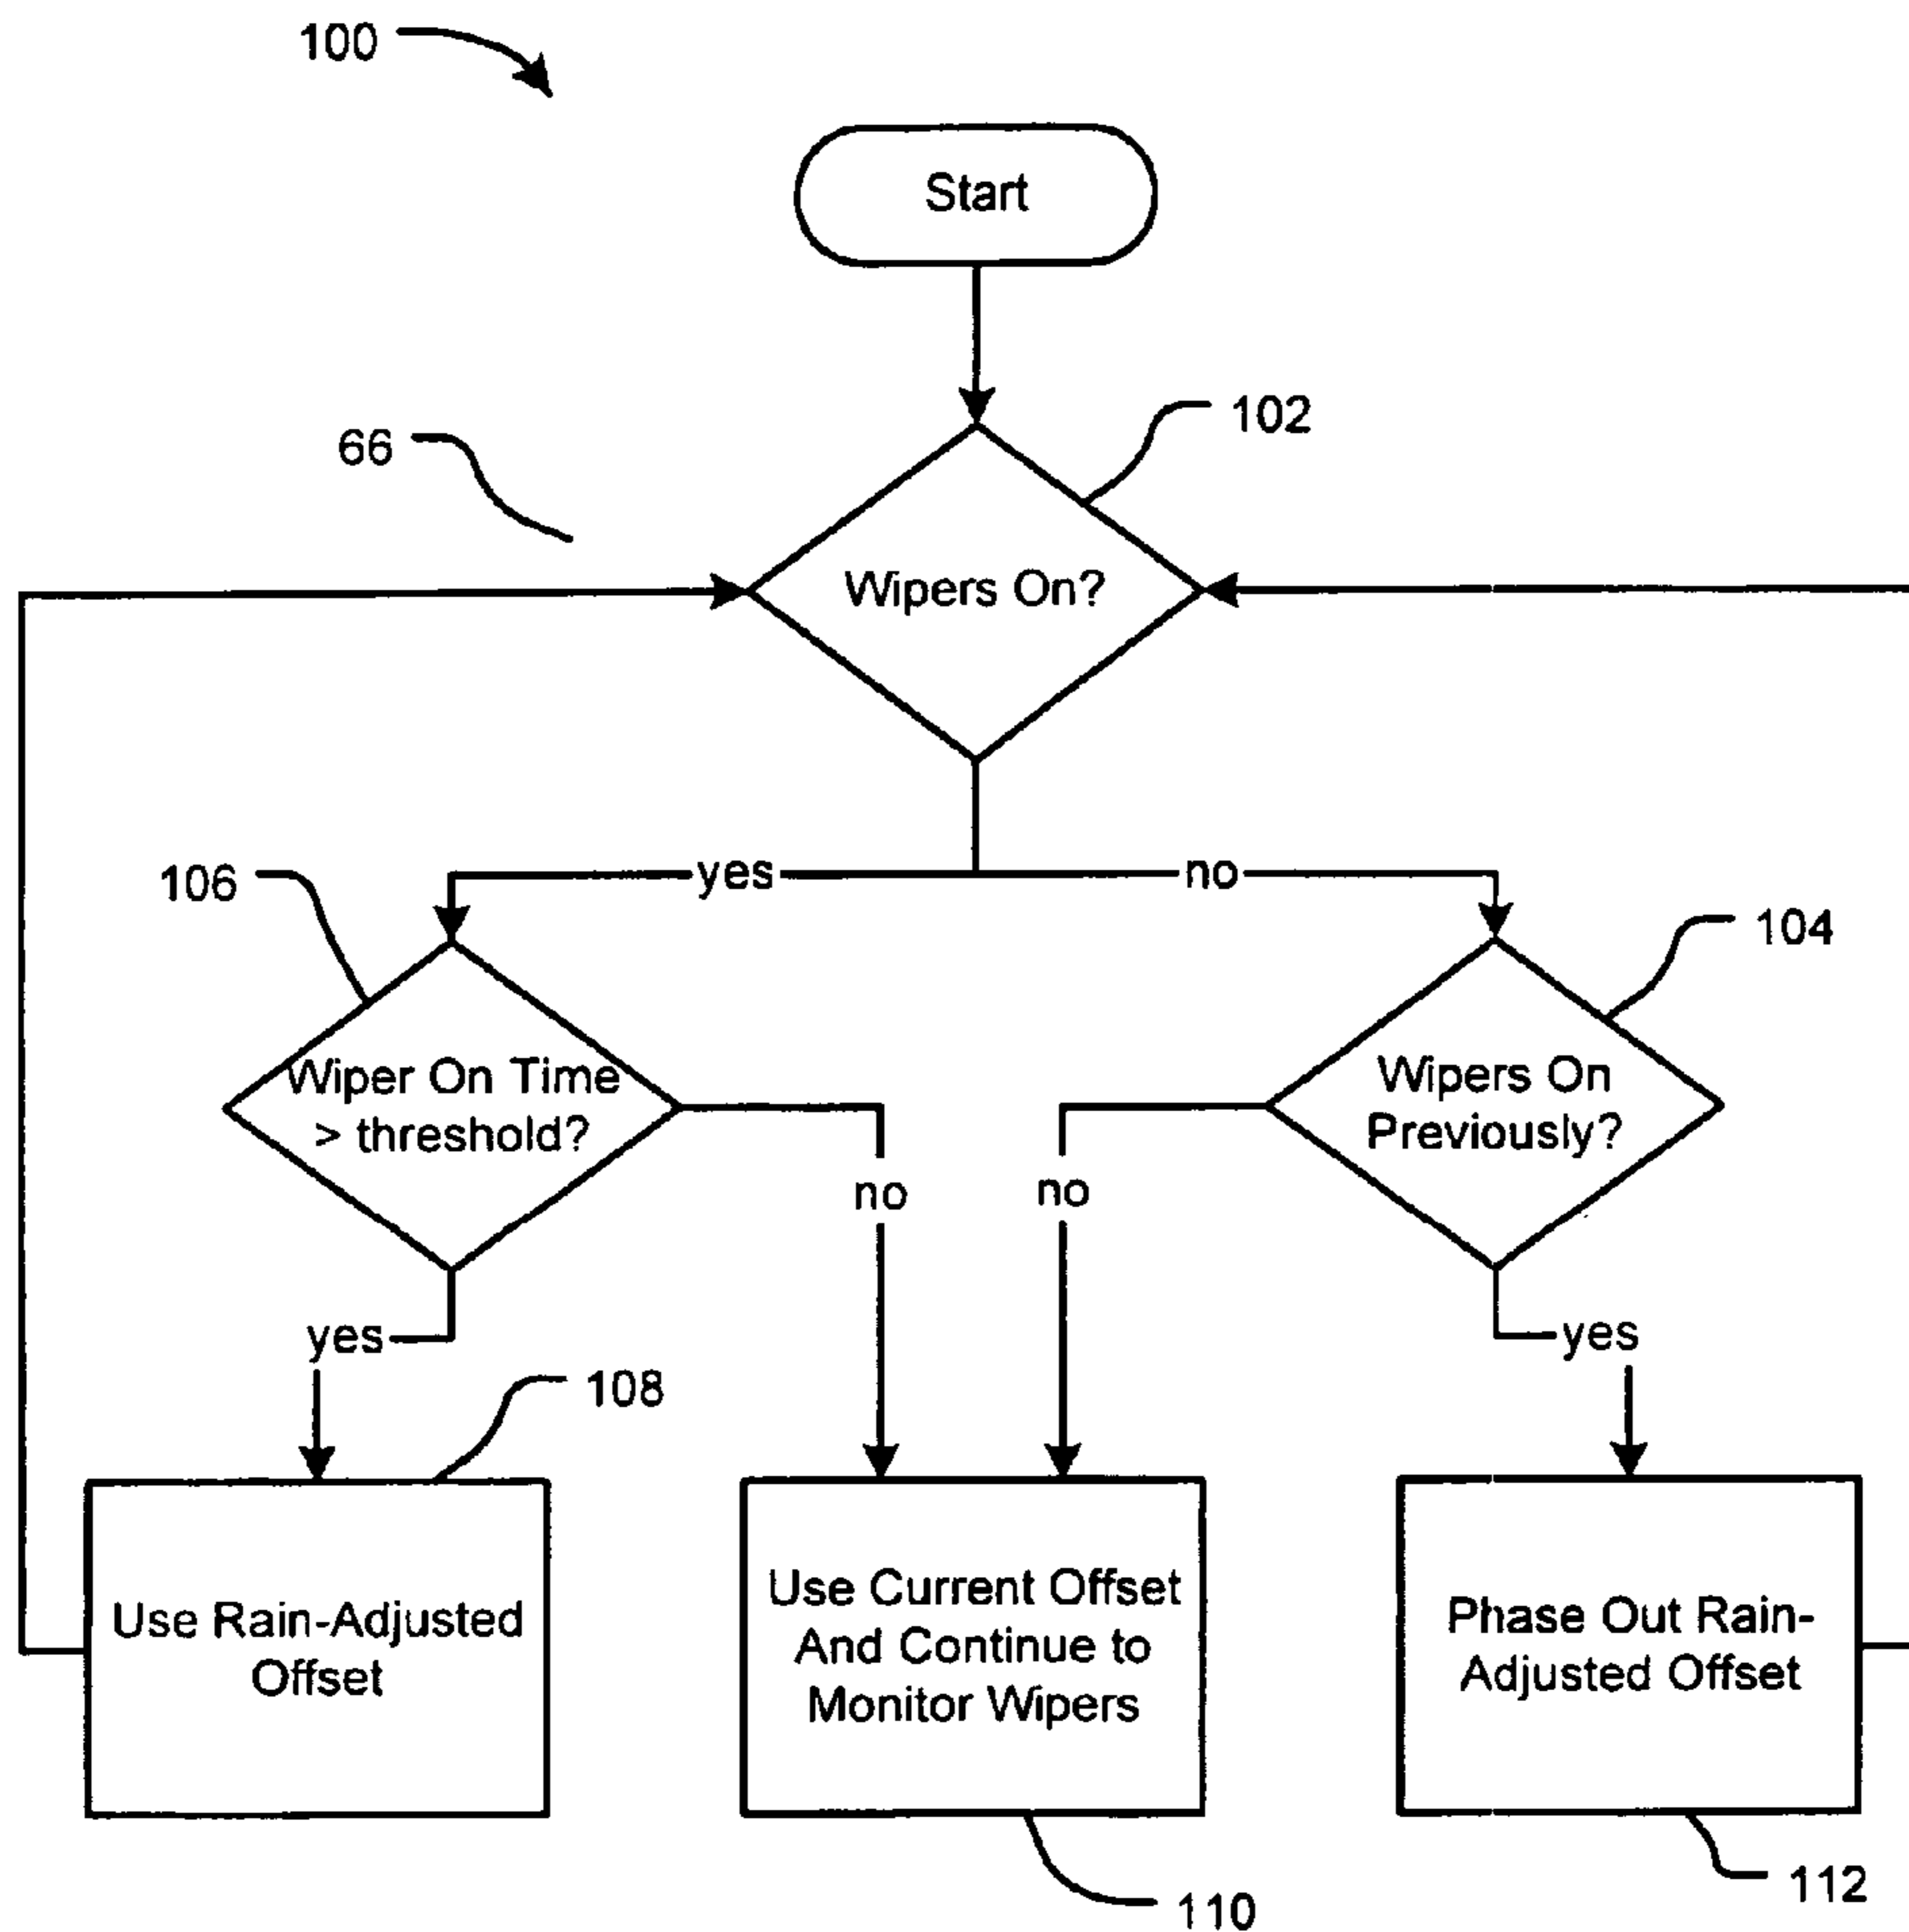 100
Start
102
66
Wipers On?
yes
no
106
104
Wiper On Time
> threshold?
Wipers On
Previously?
no
no
yes
yes
108
Use Rain-Adjusted
Offset
Use Current Offset
And Continue to
Monitor Wipers
Phase Out Rain-
Adjusted Offset
112
110